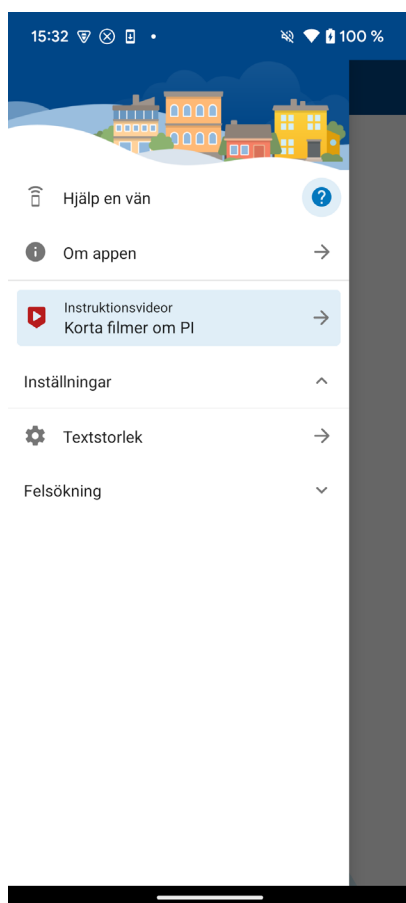 15:32
100 %
Hjälp en vän
Om appen
Instruktionsvideor
Korta filmer om PI
Inställningar
Textstorlek
Felsökning